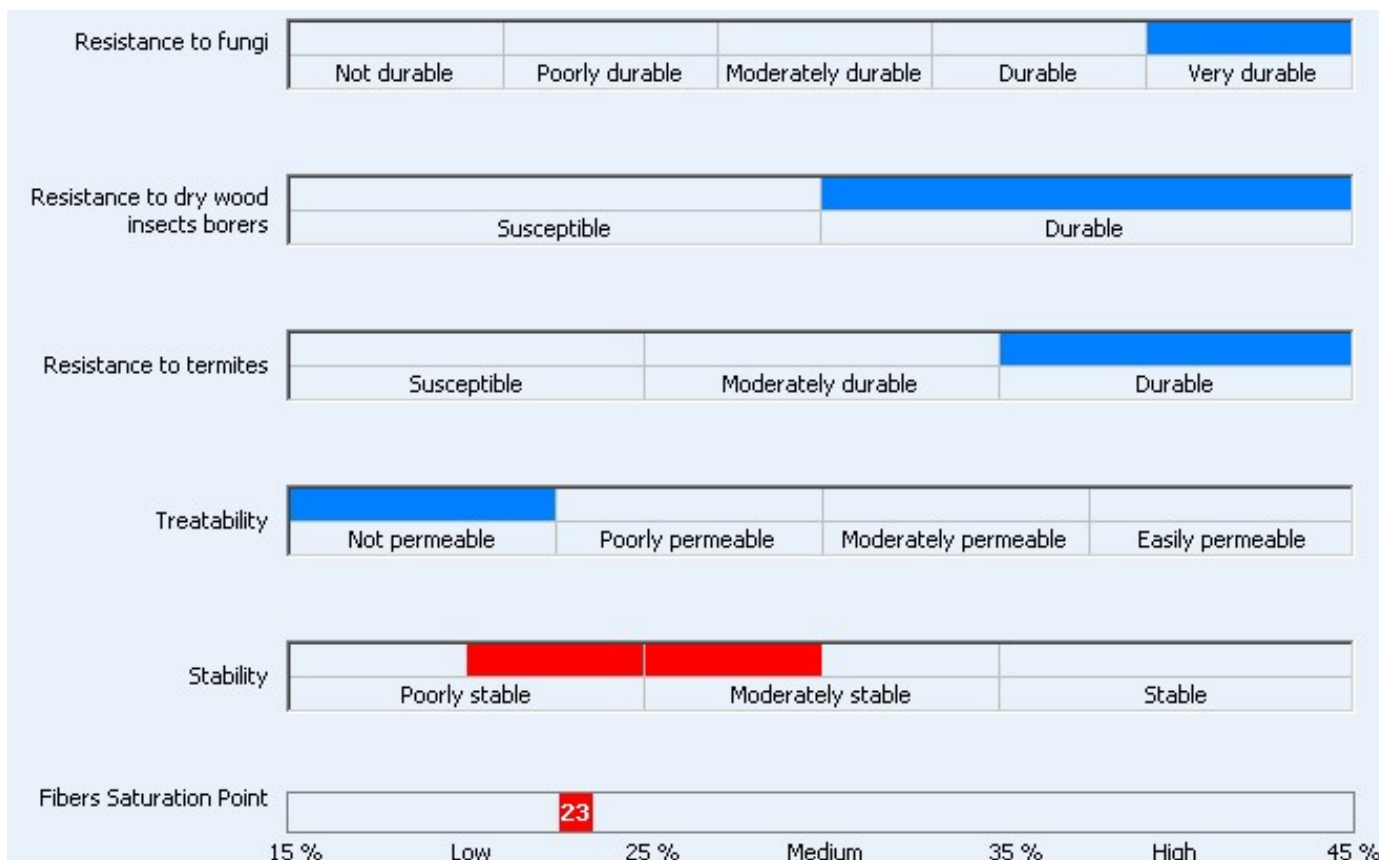 Resistance to fungi
Not durable Poorly durable Moderately durable Durable Very durable
Resistance to dry wood
insects borers
Susceptible Durable
Resistance to termites
Susceptible Moderately durable Durable
Treatability
Not permeable Poorly permeable Moderately permeable Easily permeable
Stability
Poorly stable Moderately stable Stable
Fibers Saturation Point
23
15 % Low 25 % Medium 35 % High 45 %